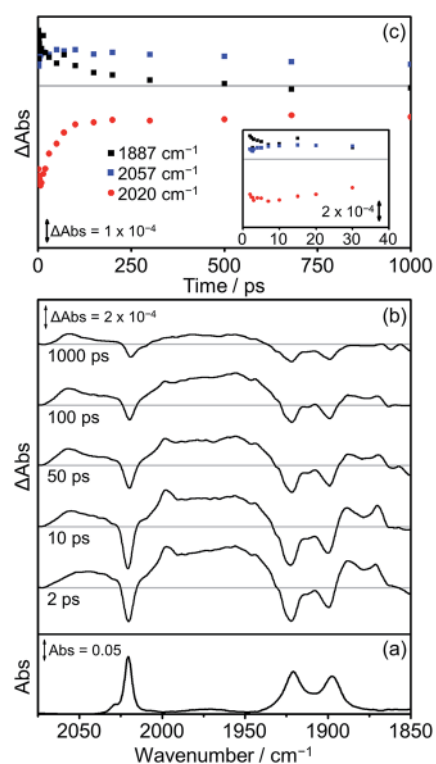 (c)
ΔAbs
1887 cm⁻¹
2057 cm⁻¹
2020 cm⁻¹
ΔAbs = 1 x 10⁻⁴
2 x 10⁻⁴
0 10 20 30 40
0 250 500 750 1000
Time / ps
ΔAbs = 2 x 10⁻⁴
(b)
ΔAbs
1000 ps
100 ps
50 ps
10 ps
2 ps
Abs = 0.05
(a)
Abs
2050 2000 1950 1900 1850
Wavenumber / cm⁻¹